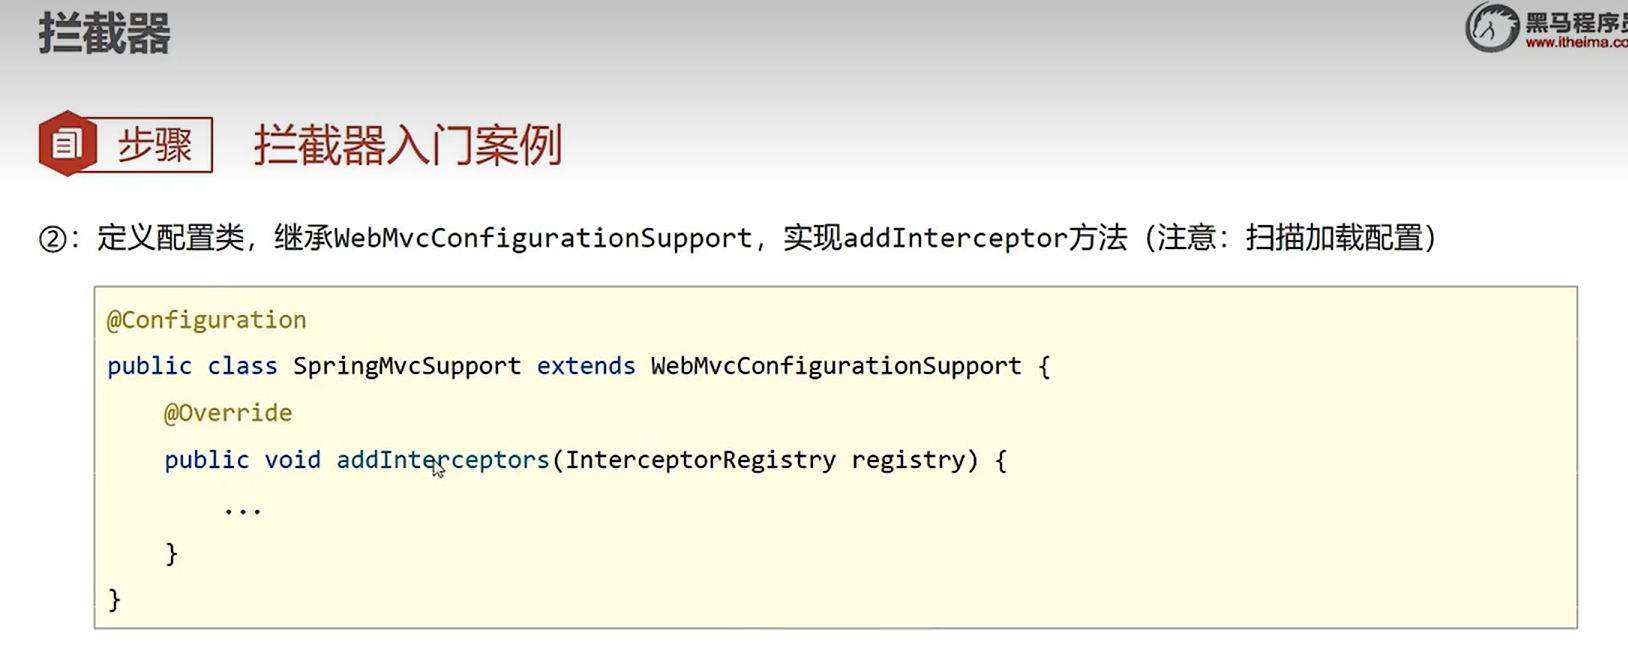 拦截器
黑马程序员
www.itheima.co
步骤
拦截器入门案例
②：定义配置类，继承WebMvcConfigurationSupport，实现addInterceptor方法（注意：扫描加载配置）
@Configuration
public class SpringMvcSupport extends WebMvcConfigurationSupport {
@Override
public void addInterceptors(InterceptorRegistry registry) {
...
}
}